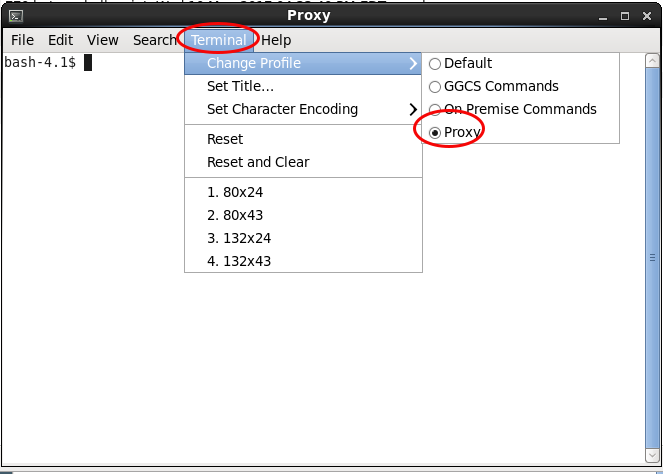 Proxy
File Edit View Search Terminal Help
bash-4.1$
Change Profile
Set Title...
Set Character Encoding
Reset
Reset and Clear
1. 80x24
2. 80x43
3. 132x24
4. 132x43
Default
GGCS Commands
On Premise Commands
Proxy